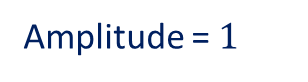 Amplitude = 1